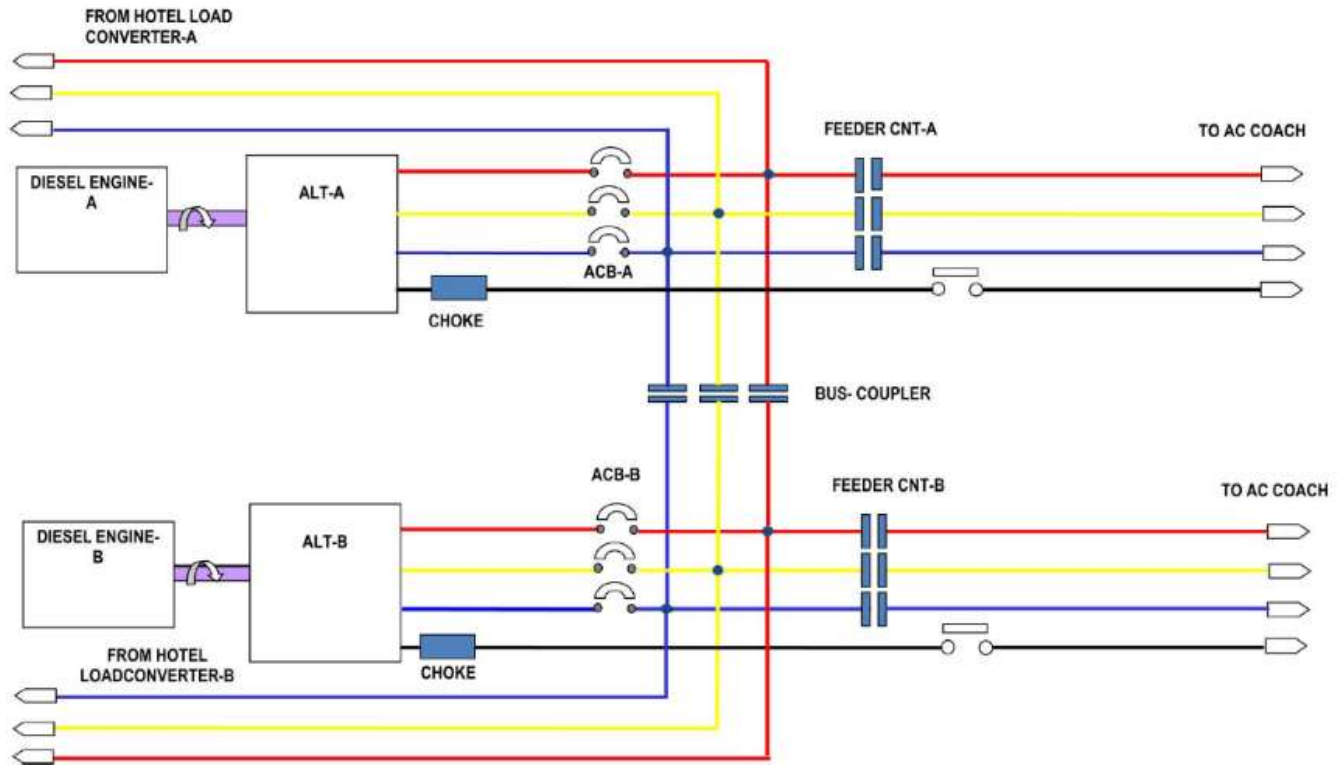 FROM HOTEL LOAD
CONVERTER-A
FEEDER CNT-A
TO AC COACH
DIESEL ENGINE-
A
ALT-A
ACB-A
CHOKE
BUS- COUPLER
ACB-B
FEEDER CNT-B
TO AC COACH
DIESEL ENGINE-
B
ALT-B
FROM HOTEL
LOADCONVERTER-B
CHOKE